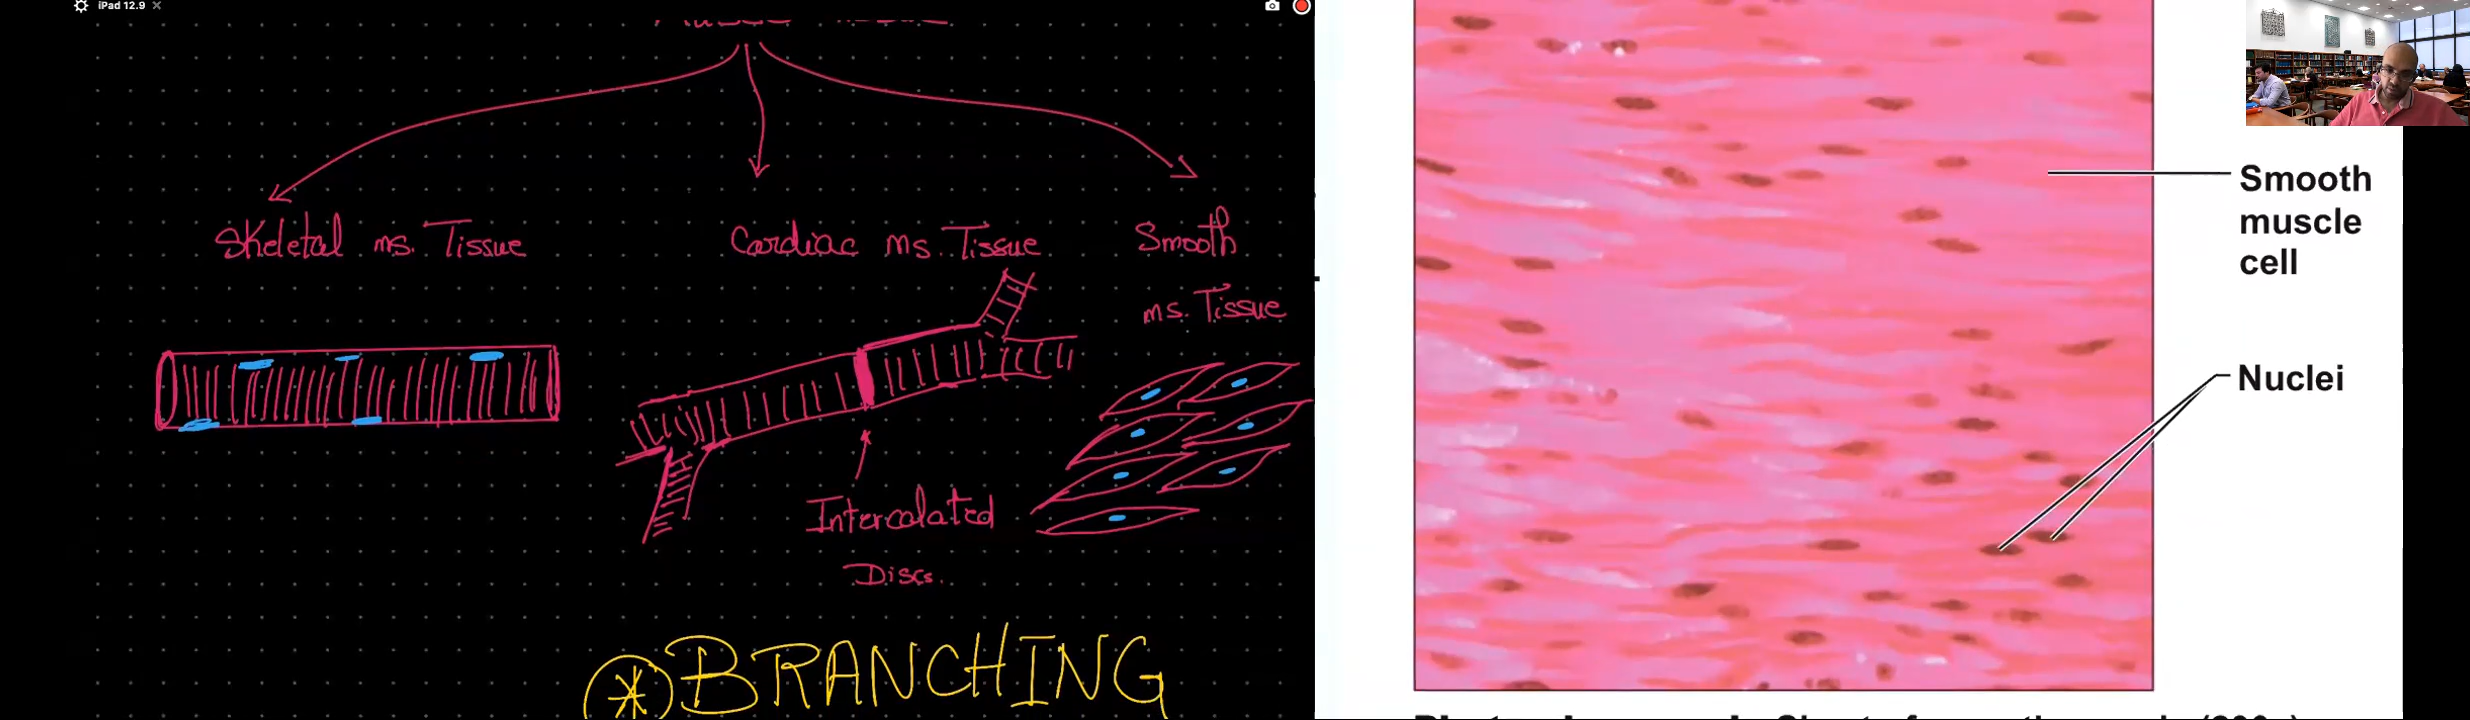 iPad 12.9
Skeletal ms. Tissue
Cardiac ms. Tissue
Smooth
ms. Tissue
Intercalated
Discs.
BRANCHING
Smooth
muscle
cell
Nuclei